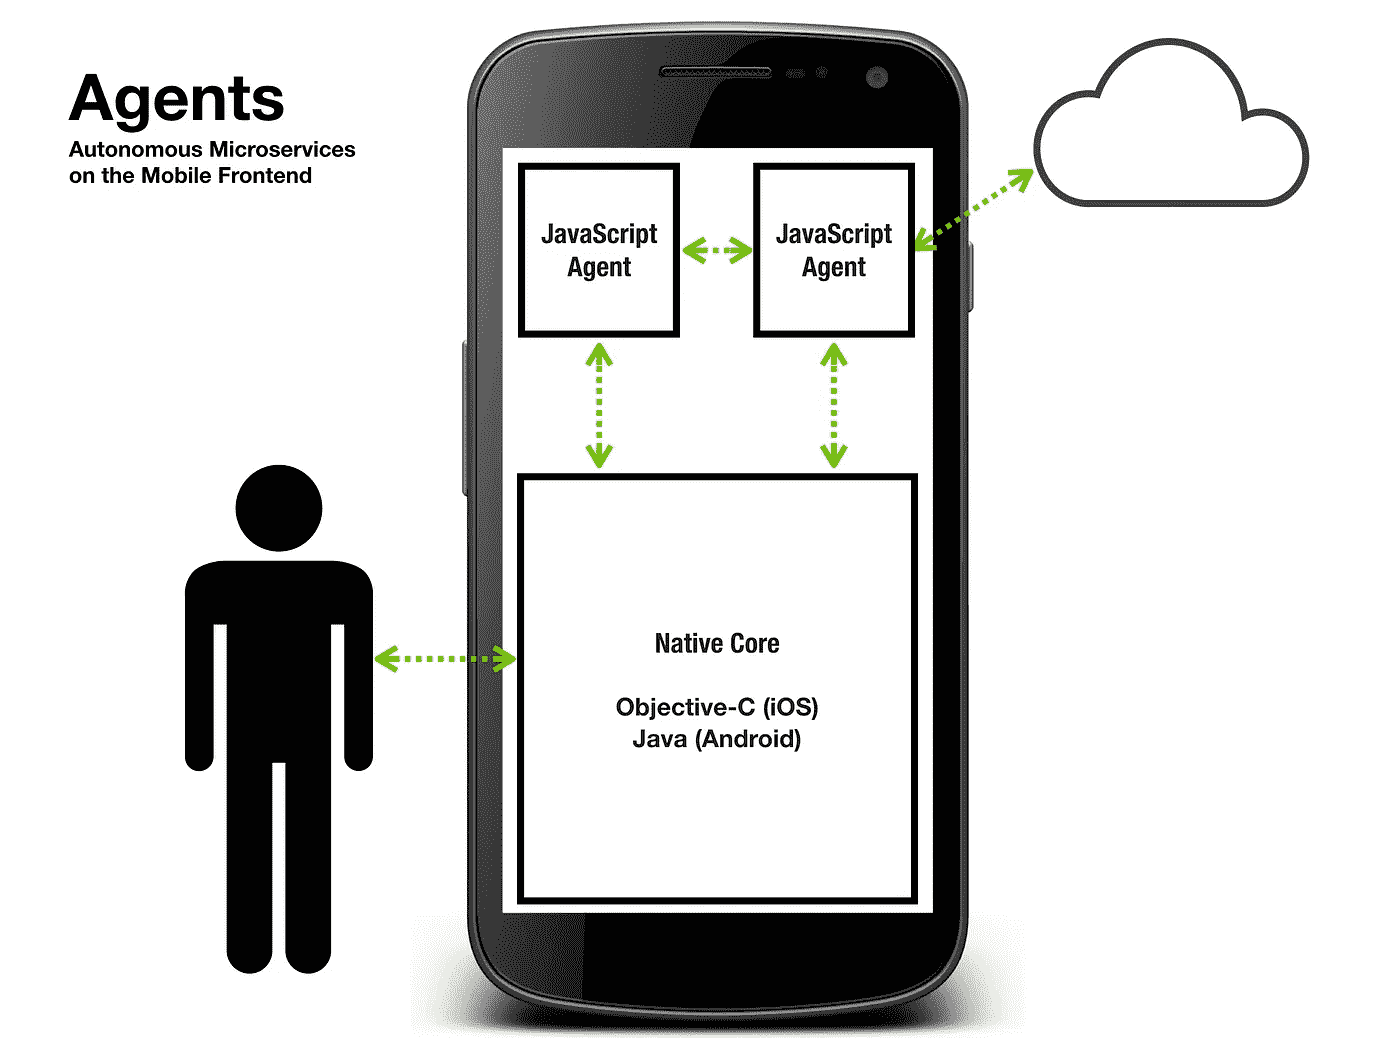 Agents
Autonomous Microservices
on the Mobile Frontend
JavaScript
Agent
JavaScript
Agent
Native Core
Objective-C (iOS)
Java (Android)